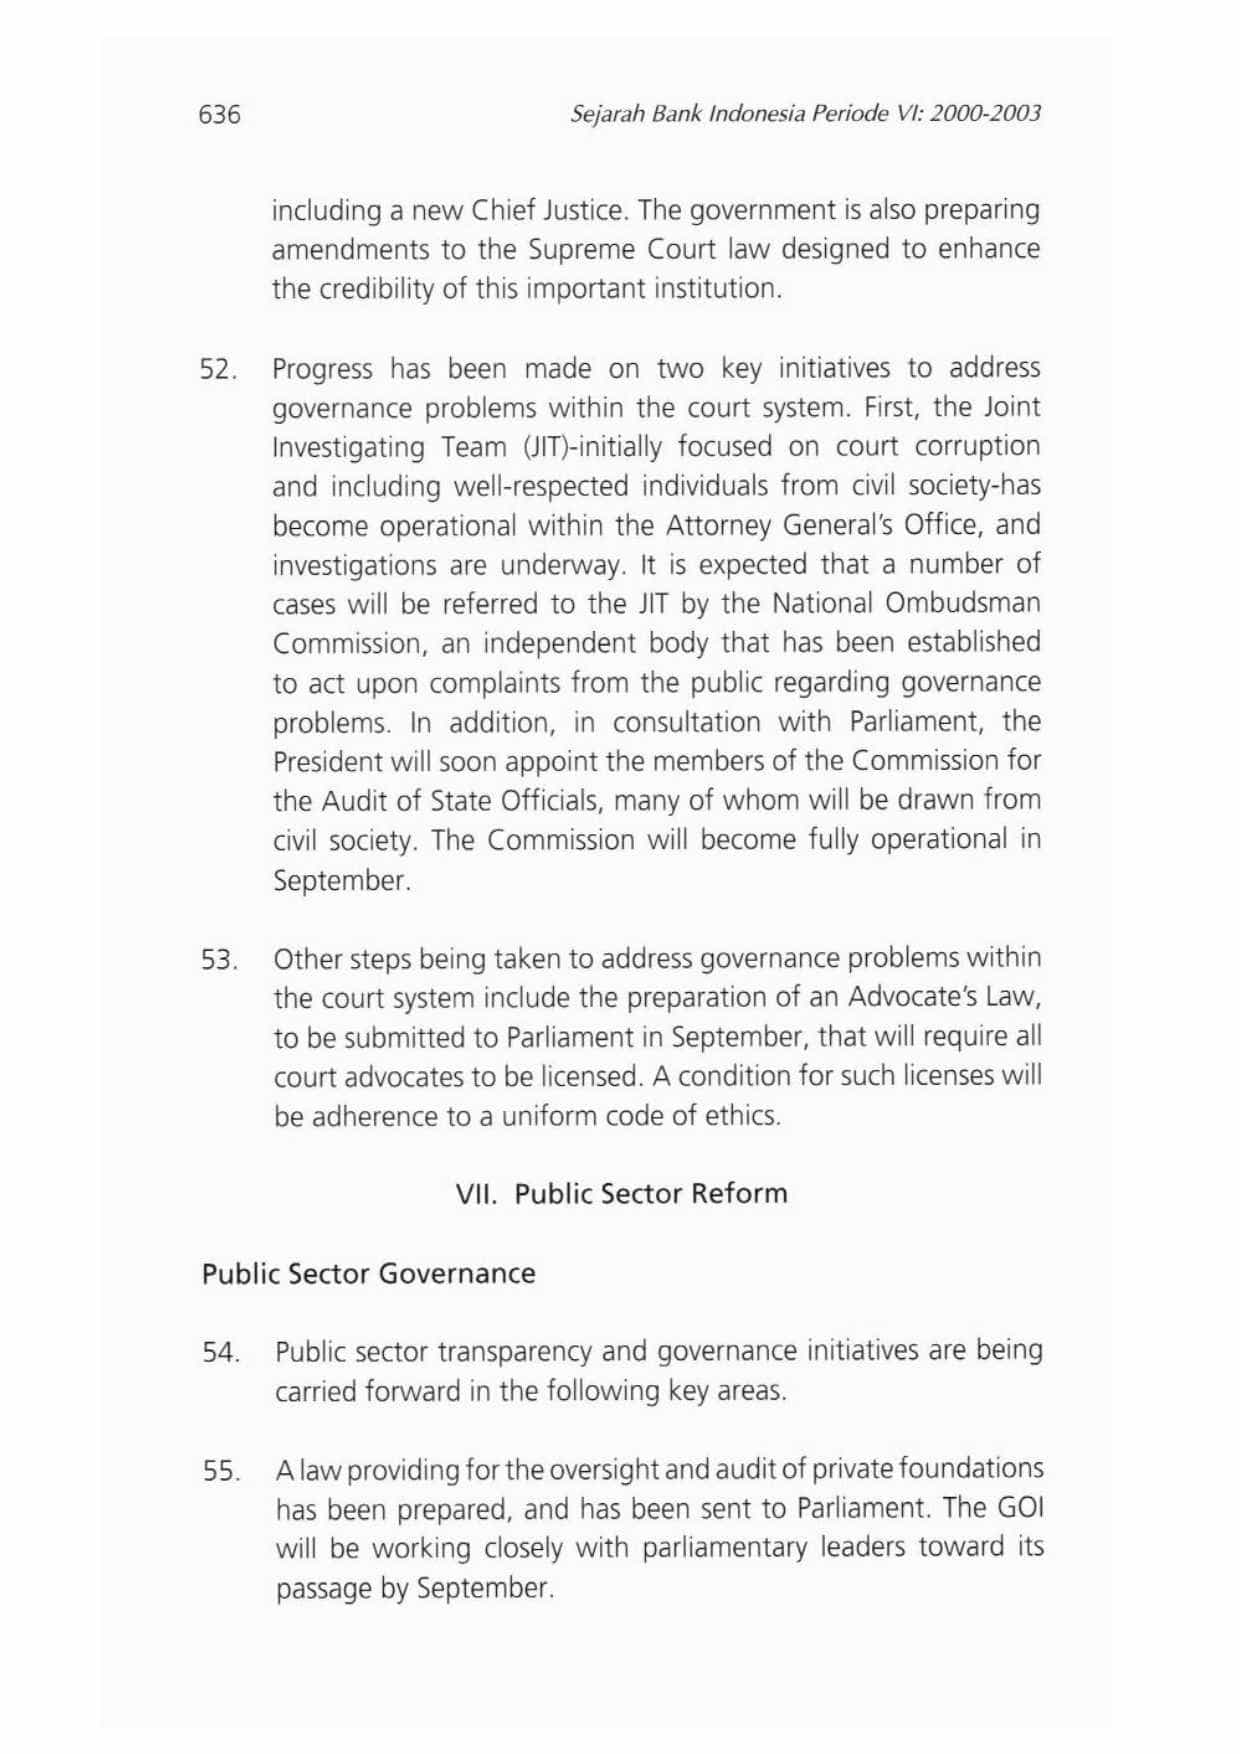 636
Sejarah Bank Indonesia Periode VI: 2000-2003
including a new Chief Justice. The government is also preparing
amendments to the Supreme Court law designed to enhance
the credibility of this important institution.
52. Progress has been made on two key initiatives to address
governance problems within the court system. First, the Joint
Investigating Team (JIT)-initially focused on court corruption
and including well-respected individuals from civil society-has
become operational within the Attorney General's Office, and
investigations are underway. It is expected that a number of
cases will be referred to the JIT by the National Ombudsman
Commission, an independent body that has been established
to act upon complaints from the public regarding governance
problems. In addition, in consultation with Parliament, the
President will soon appoint the members of the Commission for
the Audit of State Officials, many of whom will be drawn from
civil society. The Commission will become fully operational in
September.
53. Other steps being taken to address governance problems within
the court system include the preparation of an Advocate's Law,
to be submitted to Parliament in September, that will require all
court advocates to be licensed. A condition for such licenses will
be adherence to a uniform code of ethics.
VII. Public Sector Reform
Public Sector Governance
54. Public sector transparency and governance initiatives are being
carried forward in the following key areas.
55. A law providing for the oversight and audit of private foundations
has been prepared, and has been sent to Parliament. The GOI
will be working closely with parliamentary leaders toward its
passage by September.